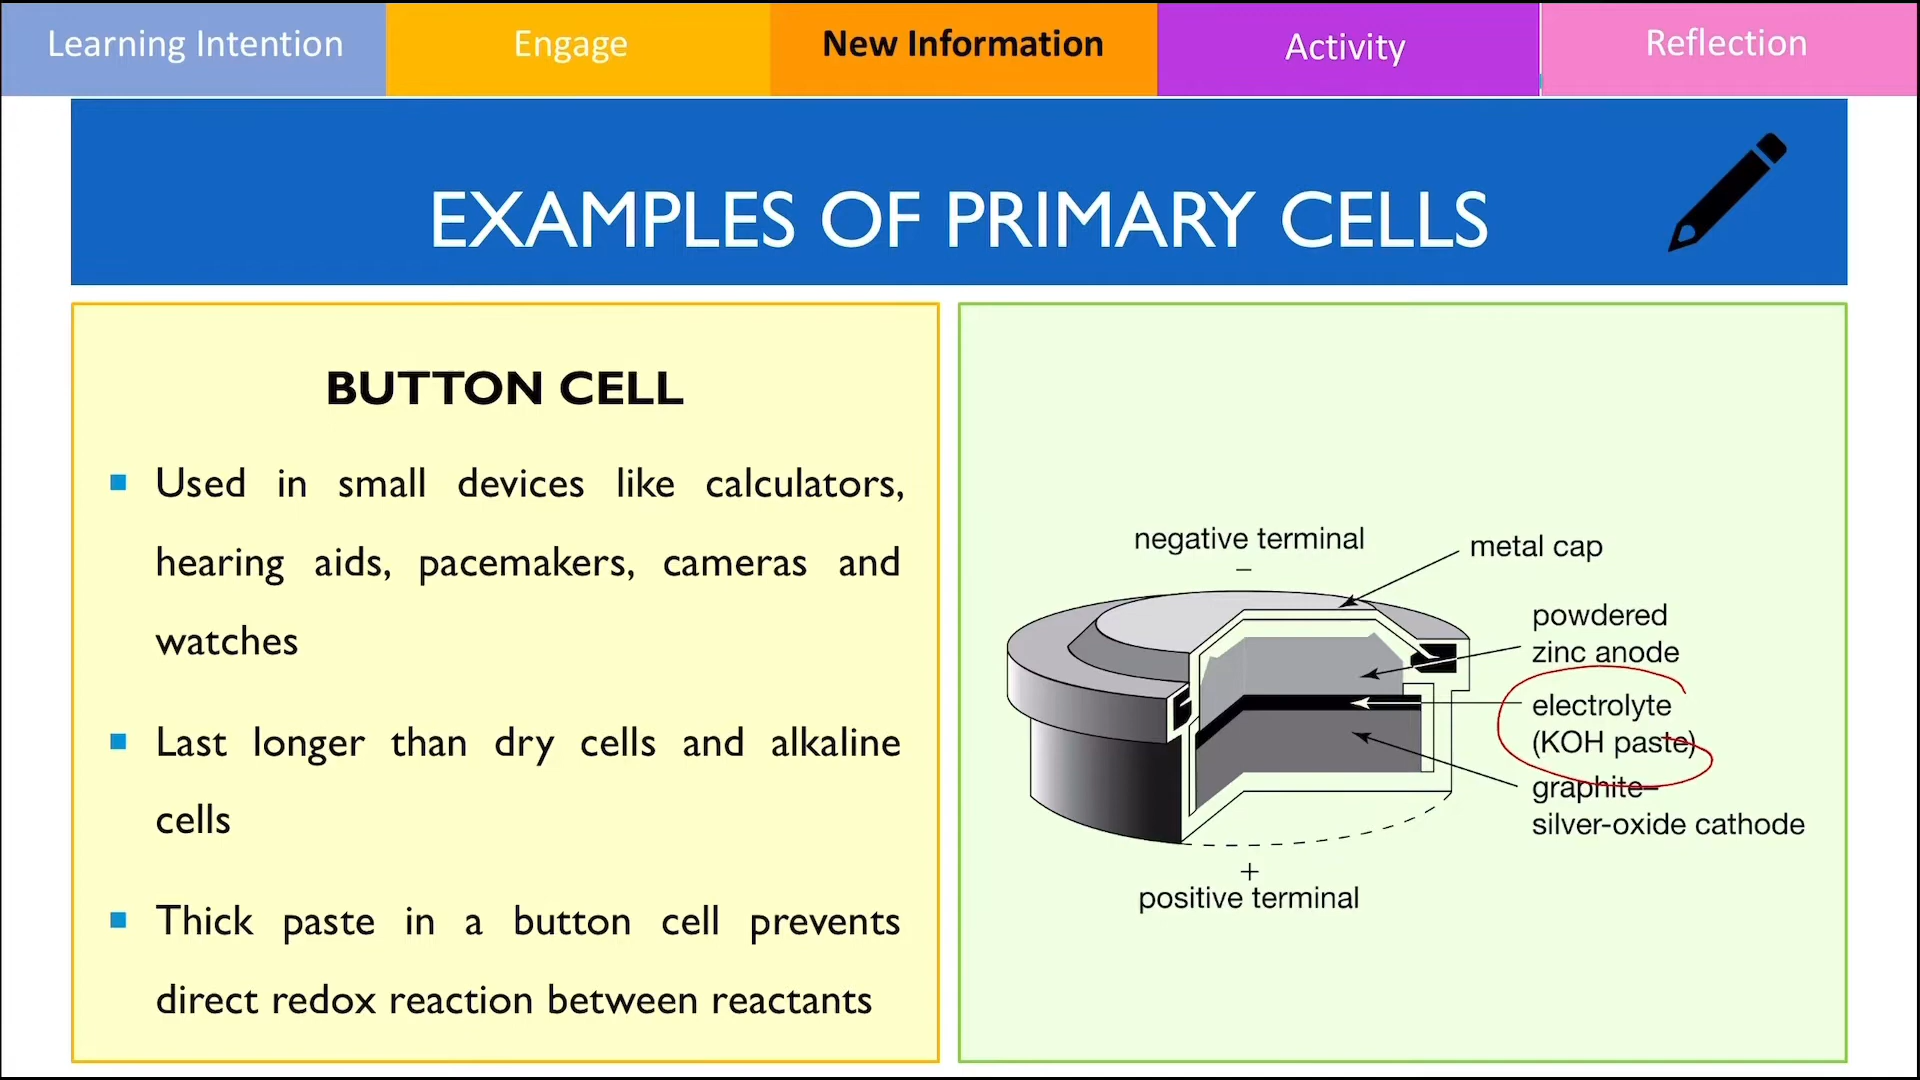 Learning Intention
Engage
New Information
Activity
Reflection
EXAMPLES OF PRIMARY CELLS
BUTTON CELL
Used in small devices like calculators,
hearing aids, pacemakers, cameras and
watches
Last longer than dry cells and alkaline
cells
Thick paste in a button cell prevents
direct redox reaction between reactants
negative terminal
−
metal cap
powdered
zinc anode
electrolyte
(KOH paste)
graphite–
silver-oxide cathode
+
positive terminal